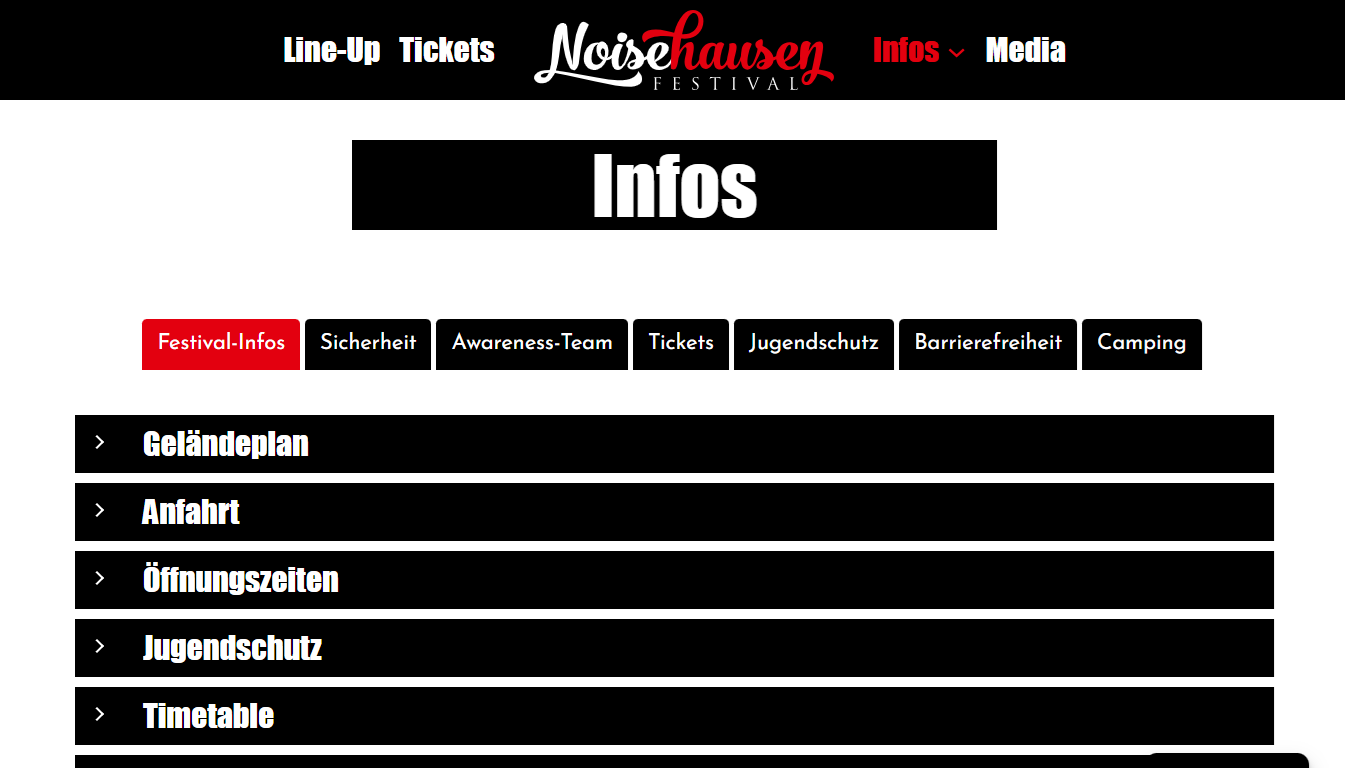 Line-Up Tickets Noisehausen FESTIVAL Infos Media
Infos
Festival-Infos Sicherheit Awareness-Team Tickets Jugendschutz Barrierefreiheit Camping
Geländeplan
Anfahrt
Öffnungszeiten
Jugendschutz
Timetable